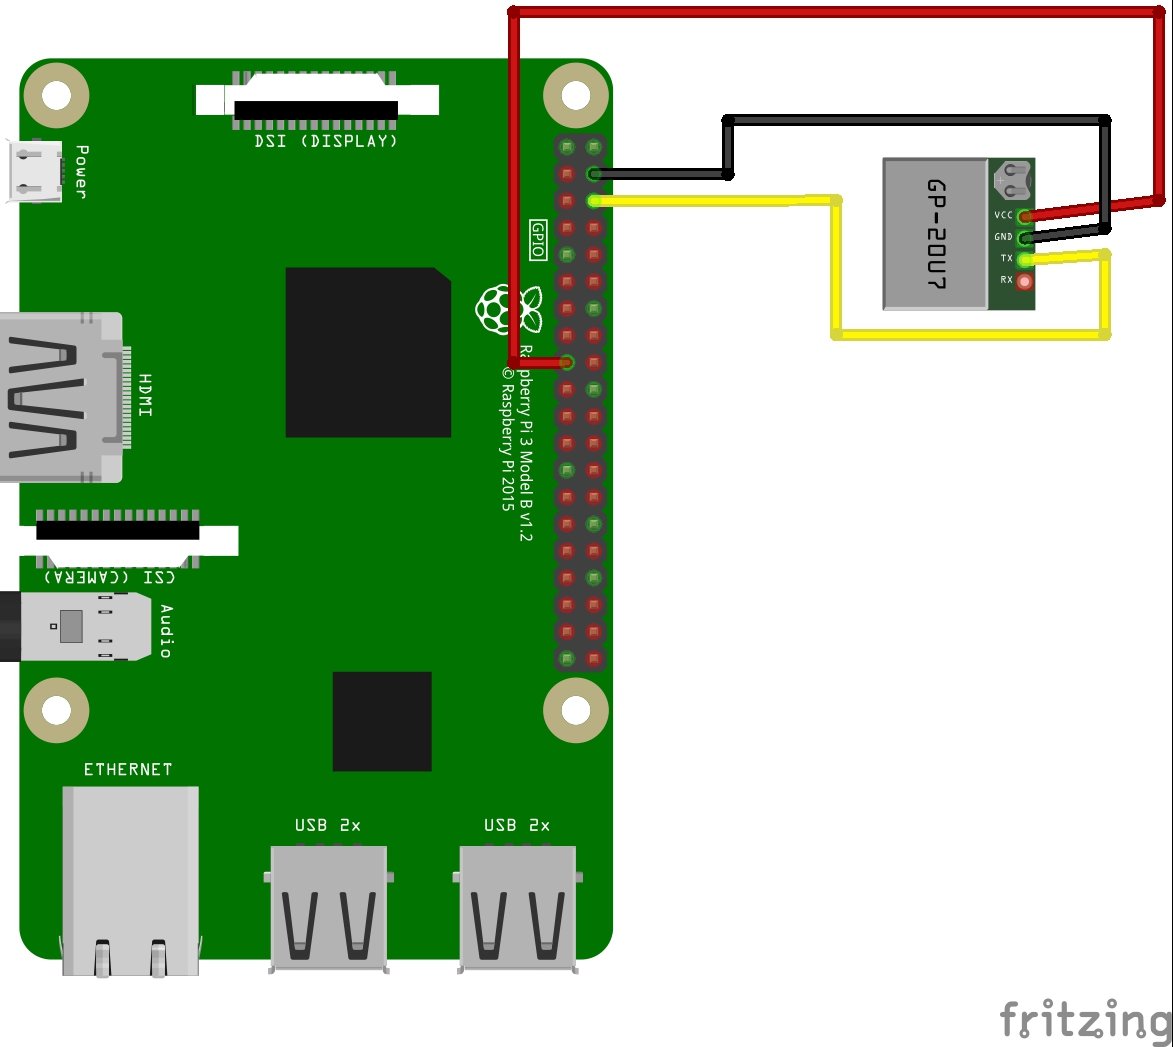 DSI (DISPLAY)
Power
GPIO
GP-20U7
VCC
GND
TX
RX
Raspberry Pi 3 Model B v1.2
© Raspberry Pi 2015
HDMI
CSI (CAMERA)
Audio
ETHERNET
USB 2x
USB 2x
fritzing